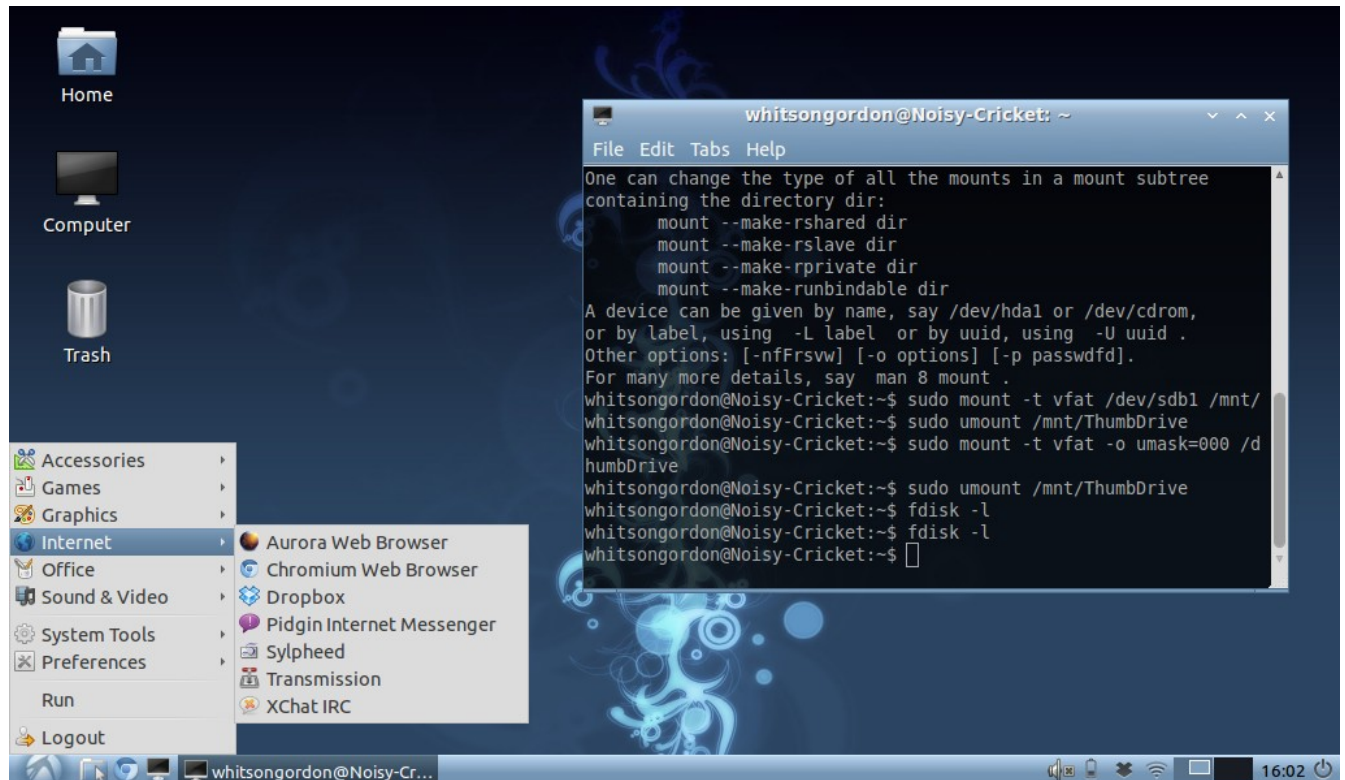 Home
Computer
Trash
whitsongordon@Noisy-Cricket: ~
File Edit Tabs Help
One can change the type of all the mounts in a mount subtree
containing the directory dir:
mount --make-rshared dir
mount --make-rslave dir
mount --make-rprivate dir
mount --make-runbindable dir
A device can be given by name, say /dev/hda1 or /dev/cdrom,
or by label, using -L label or by uuid, using -U uuid .
Other options: [-nfFrsvw] [-o options] [-p passwdfd].
For many more details, say man 8 mount .
whitsongordon@Noisy-Cricket:~$ sudo mount -t vfat /dev/sdb1 /mnt/
whitsongordon@Noisy-Cricket:~$ sudo umount /mnt/ThumbDrive
whitsongordon@Noisy-Cricket:~$ sudo mount -t vfat -o umask=000 /d
humbDrive
whitsongordon@Noisy-Cricket:~$ sudo umount /mnt/ThumbDrive
whitsongordon@Noisy-Cricket:~$ fdisk -l
whitsongordon@Noisy-Cricket:~$ fdisk -l
whitsongordon@Noisy-Cricket:~$
Accessories
Games
Graphics
Internet
Office
Sound & Video
System Tools
Preferences
Run
Logout
Aurora Web Browser
Chromium Web Browser
Dropbox
Pidgin Internet Messenger
Sylpheed
Transmission
XChat IRC
whitsongordon@Noisy-Cr...
16:02